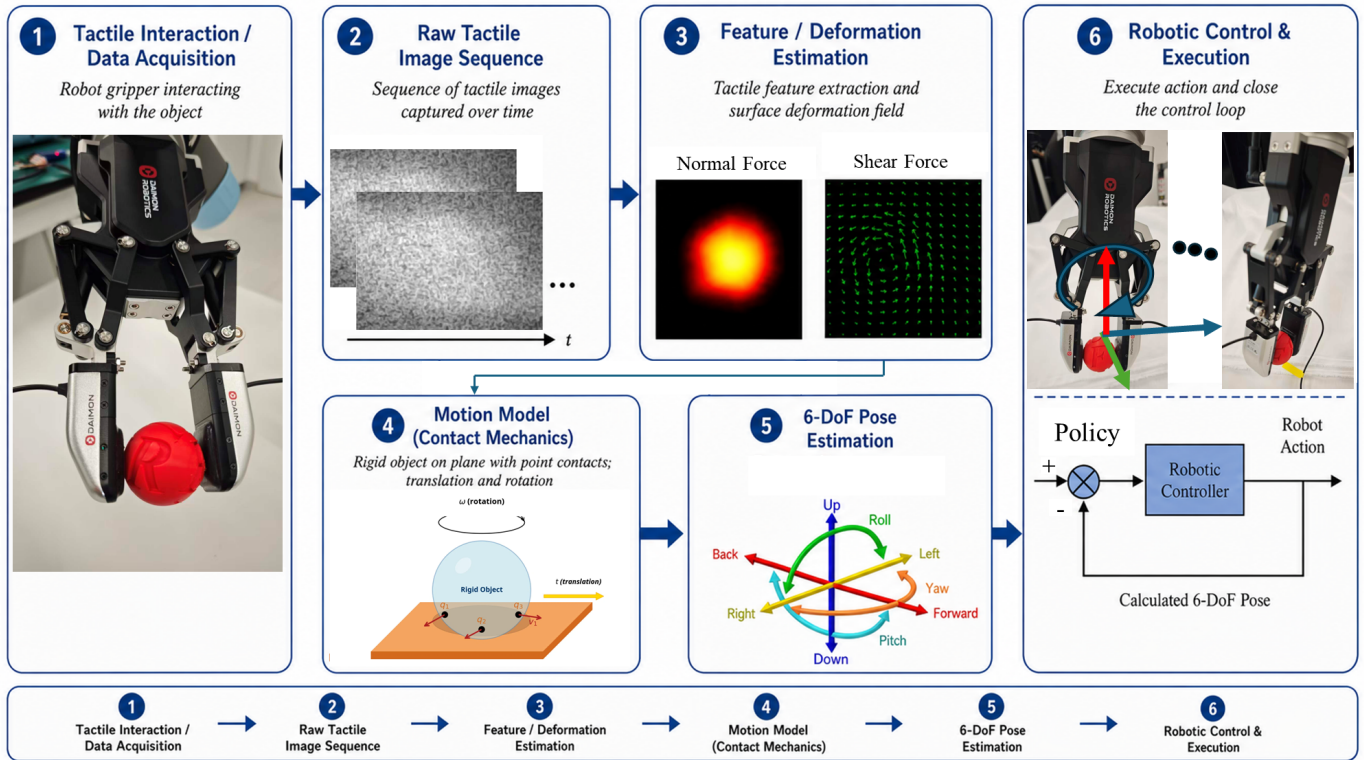 1
Tactile Interaction /
Data Acquisition
Robot gripper interacting
with the object
DAIMON
ROBOTICS
DAIMON
DAIMON
2
Raw Tactile
Image Sequence
Sequence of tactile images
captured over time
...
t
3
Feature / Deformation
Estimation
Tactile feature extraction and
surface deformation field
Normal Force
Shear Force
4
Motion Model
(Contact Mechanics)
Rigid object on plane with point contacts;
translation and rotation
ω (rotation)
t (translation)
Rigid Object
q₁
q₂
q₃
v₁
5
6-DoF Pose
Estimation
Up
Roll
Back
Left
Yaw
Right
Forward
Pitch
Down
6
Robotic Control &
Execution
Execute action and close
the control loop
DAIMON
ROBOTICS
Policy
Robot
Action
+
-
Robotic
Controller
Calculated 6-DoF Pose
1
Tactile Interaction /
Data Acquisition
2
Raw Tactile
Image Sequence
3
Feature / Deformation
Estimation
4
Motion Model
(Contact Mechanics)
5
6-DoF Pose
Estimation
6
Robotic Control &
Execution